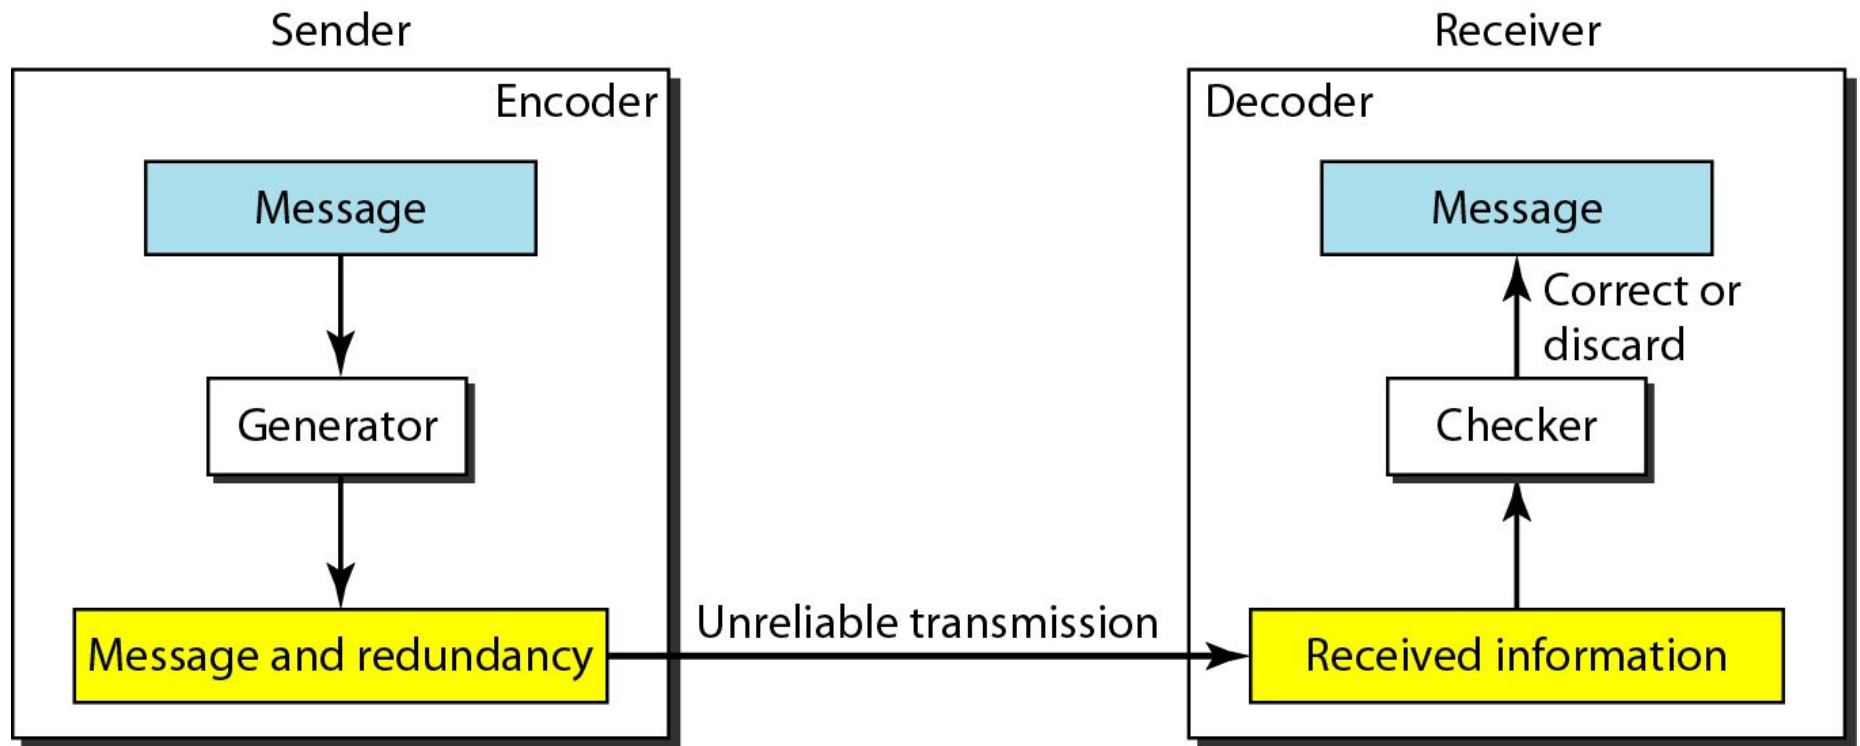 Sender
Encoder
Message
Generator
Message and redundancy
Unreliable transmission
Receiver
Decoder
Message
Correct or
discard
Checker
Received information